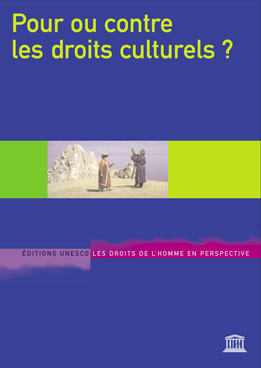 Pour ou contre
les droits culturels ?
ÉDITIONS UNESCO LES DROITS DE L'HOMME EN PERSPECTIVE